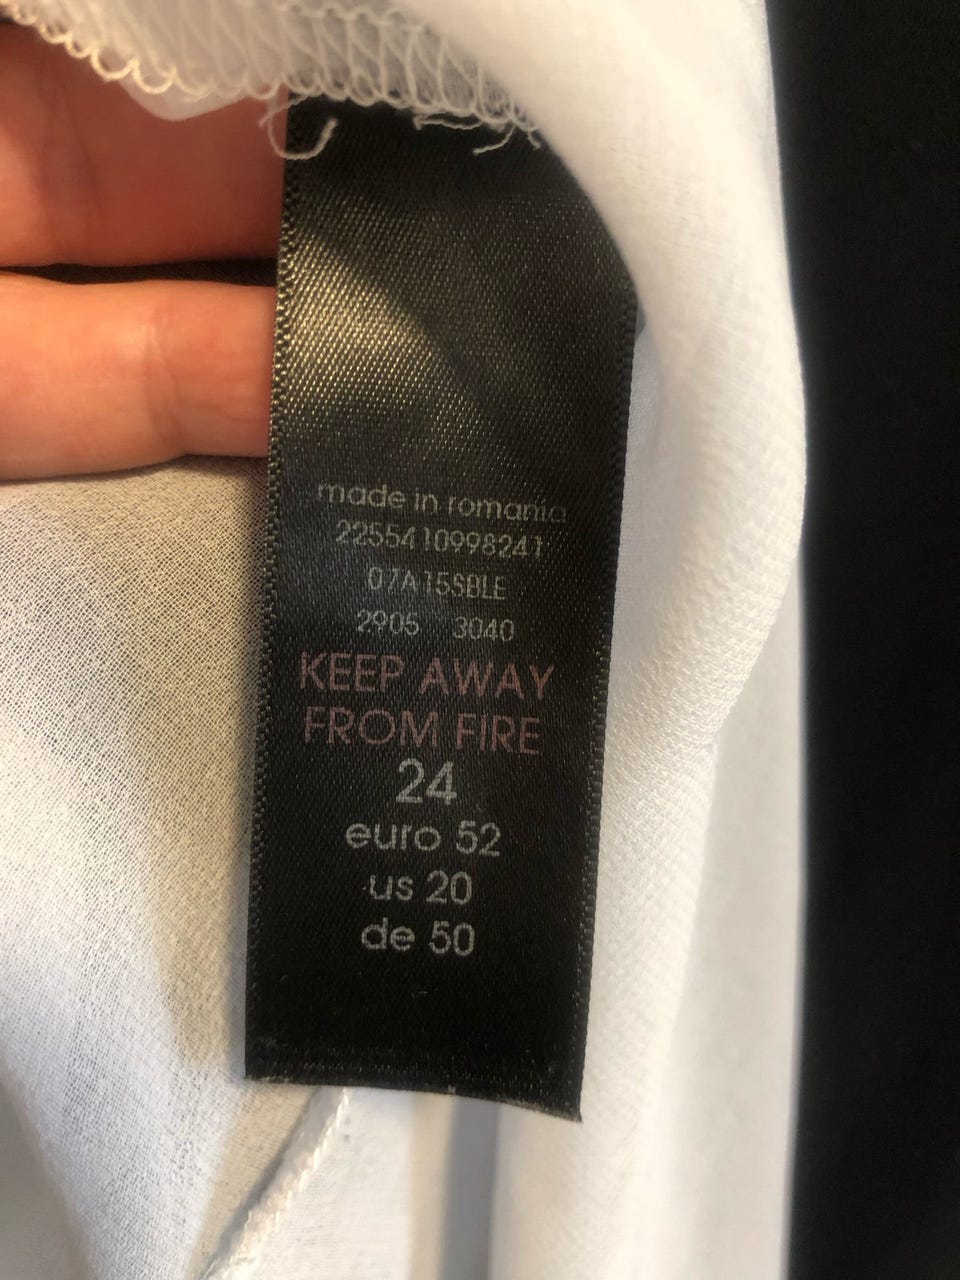 made in romania
2255410998241
07A15SBLE
2905 3040
KEEP AWAY
FROM FIRE
24
euro 52
us 20
de 50